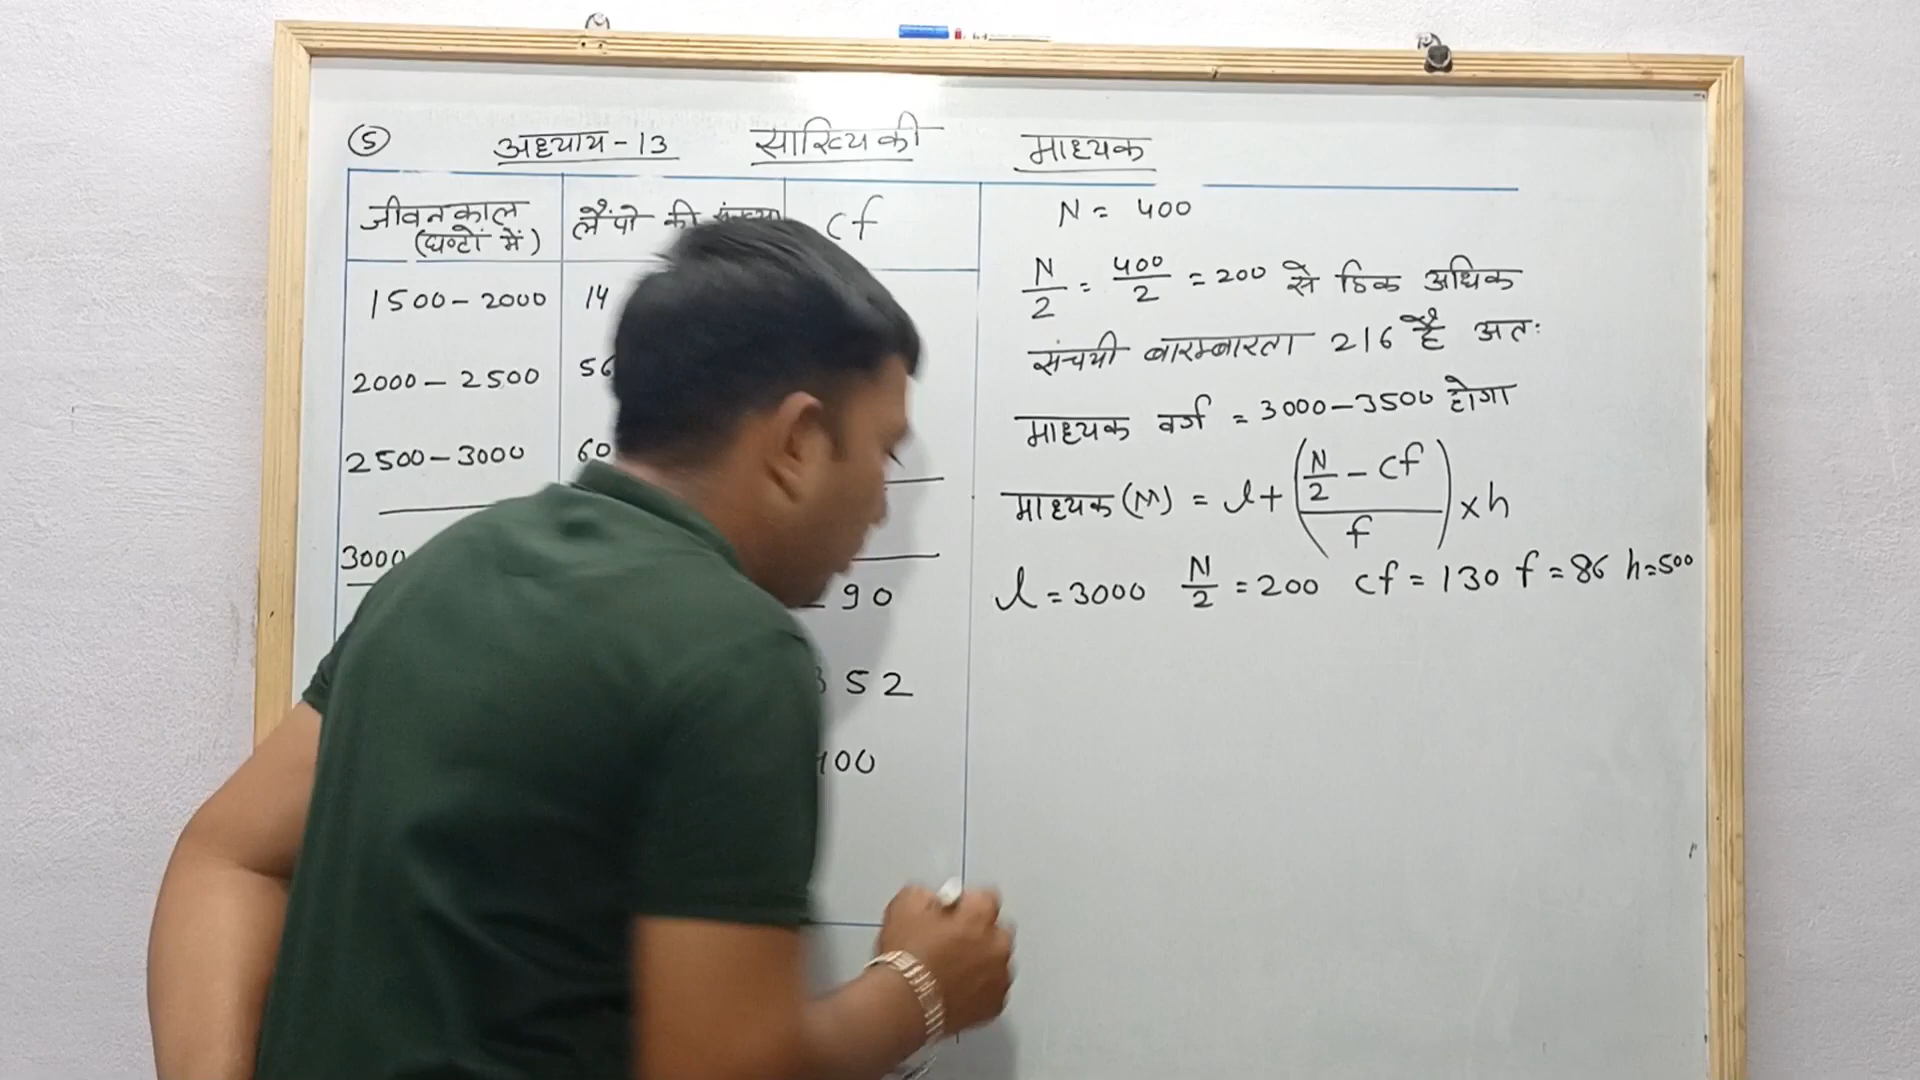 5 अध्याय-13 सांख्यिकी माध्यक
जीवनकाल
(घण्टों में)
लैंपो की संख्या
cf
1500-2000 14
2000-2500 56
2500-3000 60
3000
90
352
400
N = 400
N/2 = 400/2 = 200 से ठिक अधिक
संचयी बारम्बारता 216 है अतः
माध्यक वर्ग = 3000-3500 होगा
माध्यक (M) = l + ((N/2 - cf)/f) × h
l = 3000 N/2 = 200 cf = 130 f = 86 h = 500